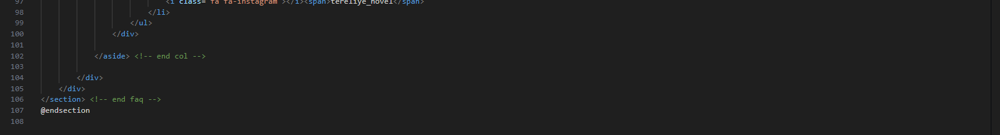 97 <i class="fa fa-instagram"></i><span>tereliye_novel</span>
98 </li>
99 </ul>
100 </div>
101
102 </aside> <!-- end col -->
103
104 </div>
105 </div>
106 </section> <!-- end faq -->
107 @endsection
108